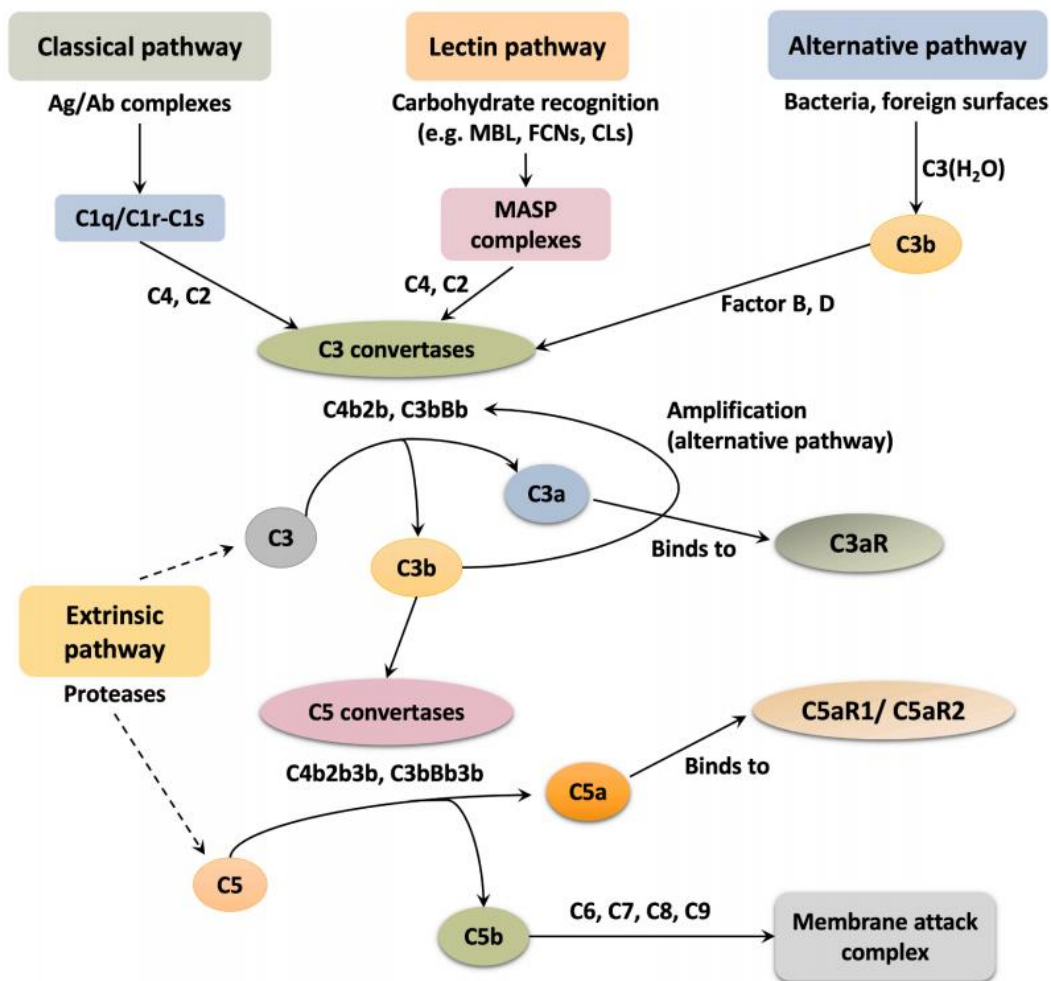 Classical pathway
Lectin pathway
Alternative pathway
Ag/Ab complexes
Carbohydrate recognition
(e.g. MBL, FCNs, CLs)
Bacteria, foreign surfaces
C3(H₂O)
C1q/C1r-C1s
MASP
complexes
C3b
C4, C2
C4, C2
Factor B, D
C3 convertases
C4b2b, C3bBb
Amplification
(alternative pathway)
C3a
C3
C3b
Binds to
C3aR
Extrinsic
pathway
Proteases
C5 convertases
C5aR1/ C5aR2
C4b2b3b, C3bBb3b
Binds to
C5a
C5
C5b
C6, C7, C8, C9
Membrane attack
complex